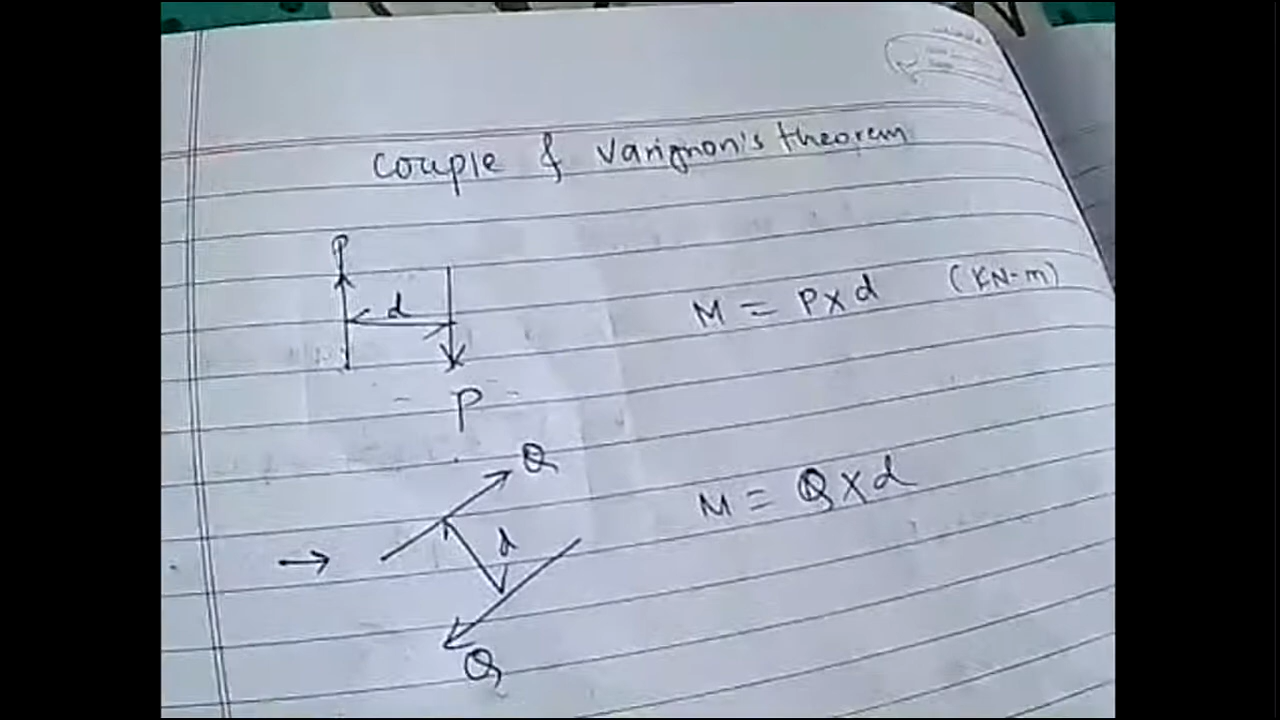 Couple & Varignon's theorem
P
d
M = P x d (KN-m)
P
Q
M = Q x d
d
Q